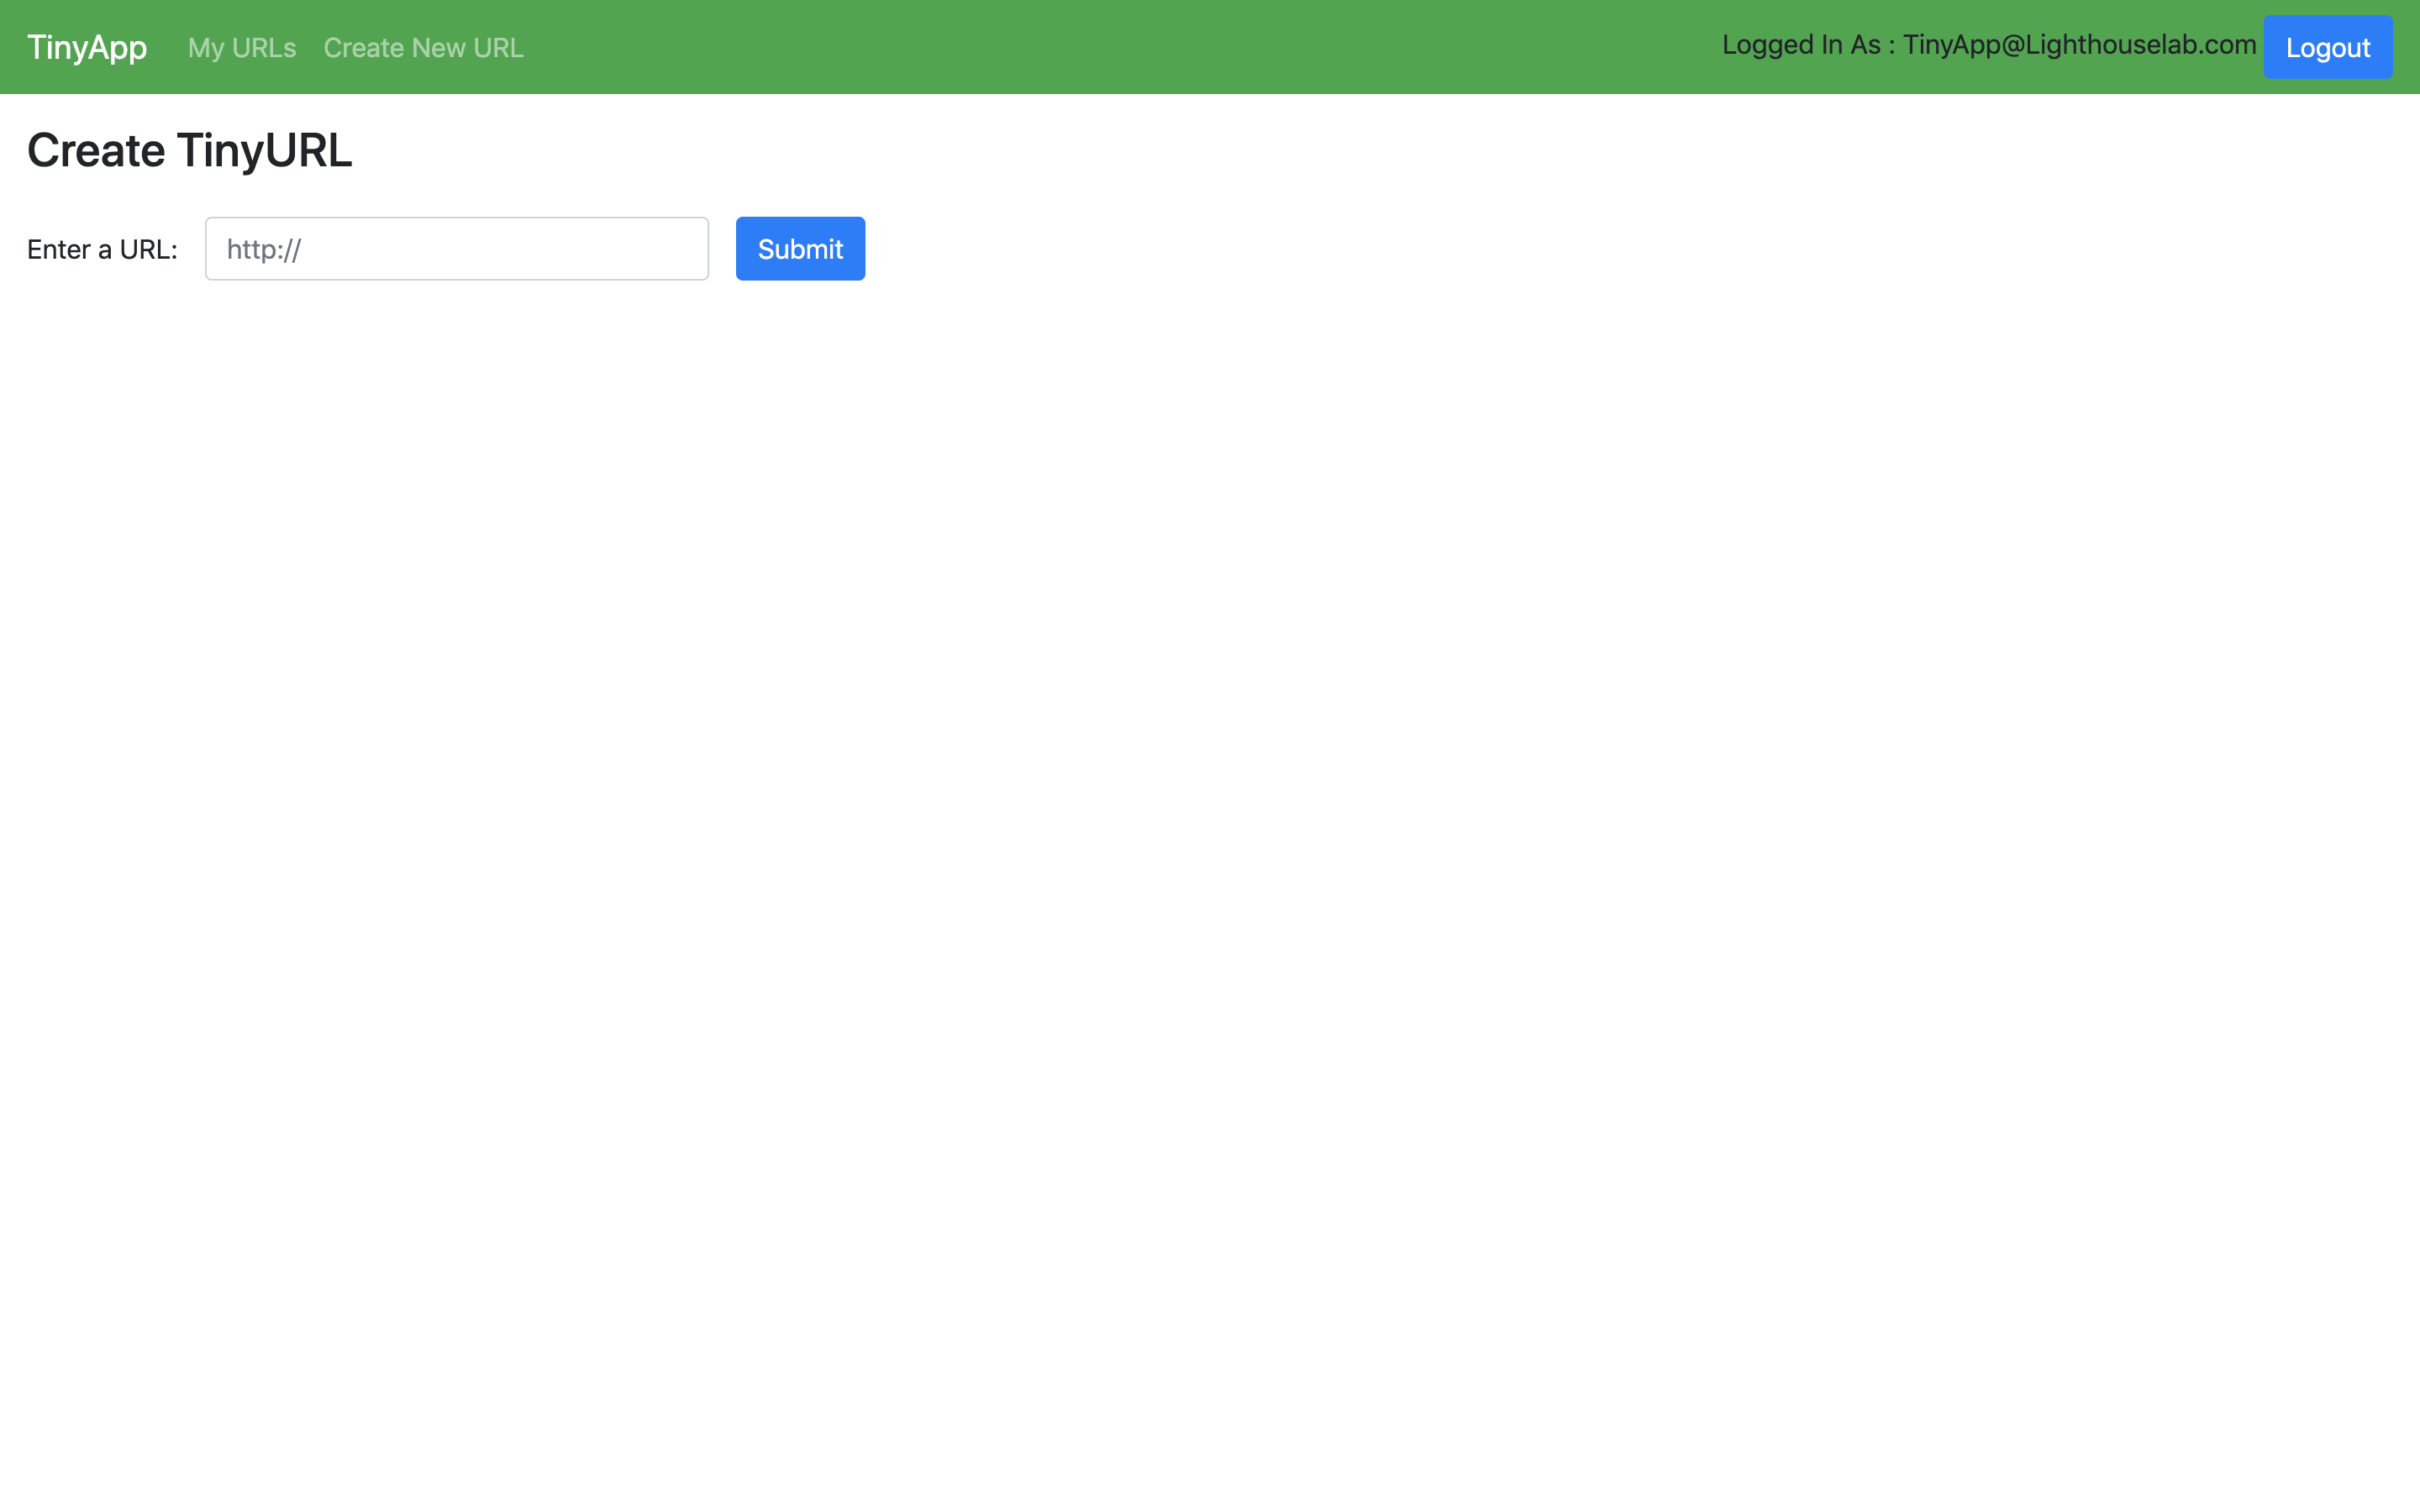 TinyApp My URLs Create New URL Logged In As : TinyApp@Lighthouselab.com Logout
Create TinyURL
Enter a URL: http:// Submit